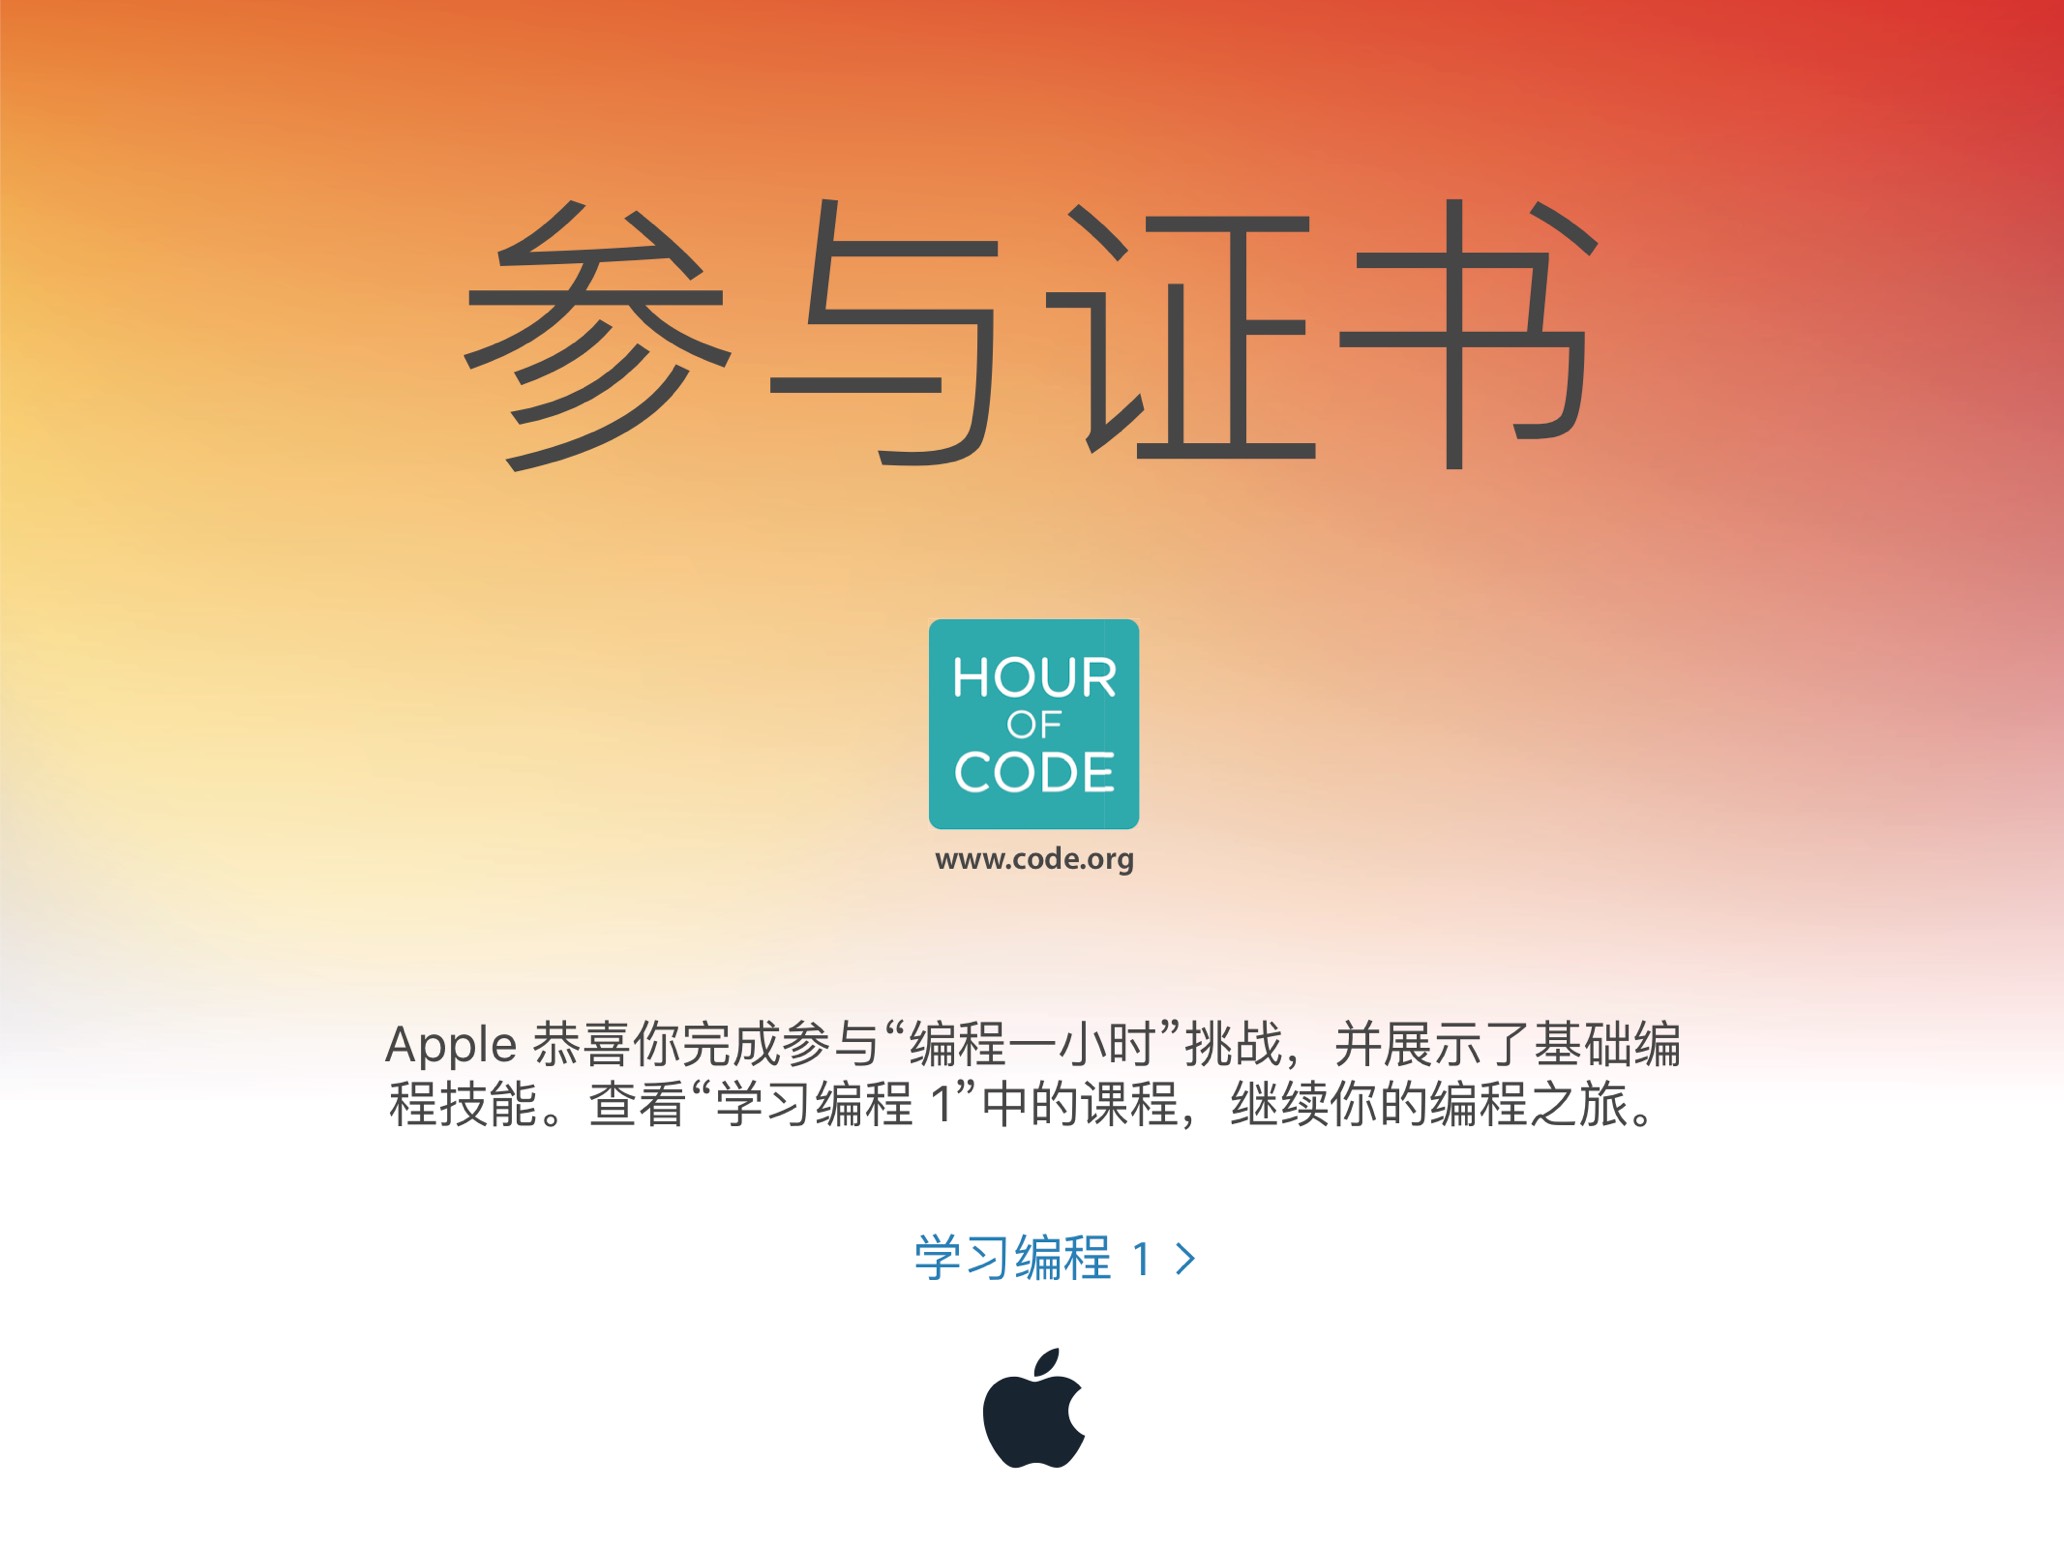 参与证书
HOUR
OF
CODE
www.code.org
Apple 恭喜你完成参与“编程一小时”挑战，并展示了基础编
程技能。查看“学习编程 1”中的课程，继续你的编程之旅。
学习编程 1 >